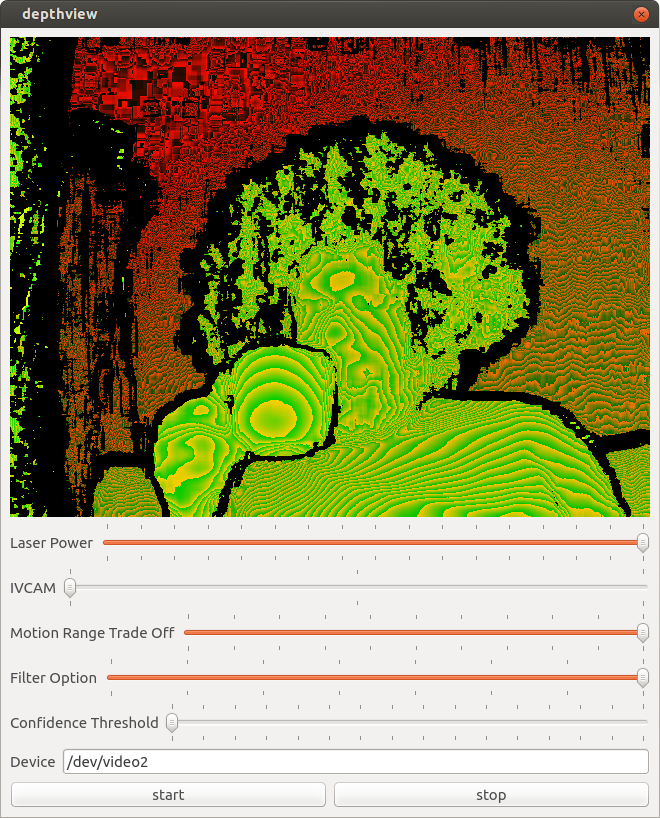 depthview
Laser Power
IVCAM
Motion Range Trade Off
Filter Option
Confidence Threshold
Device /dev/video2
start stop